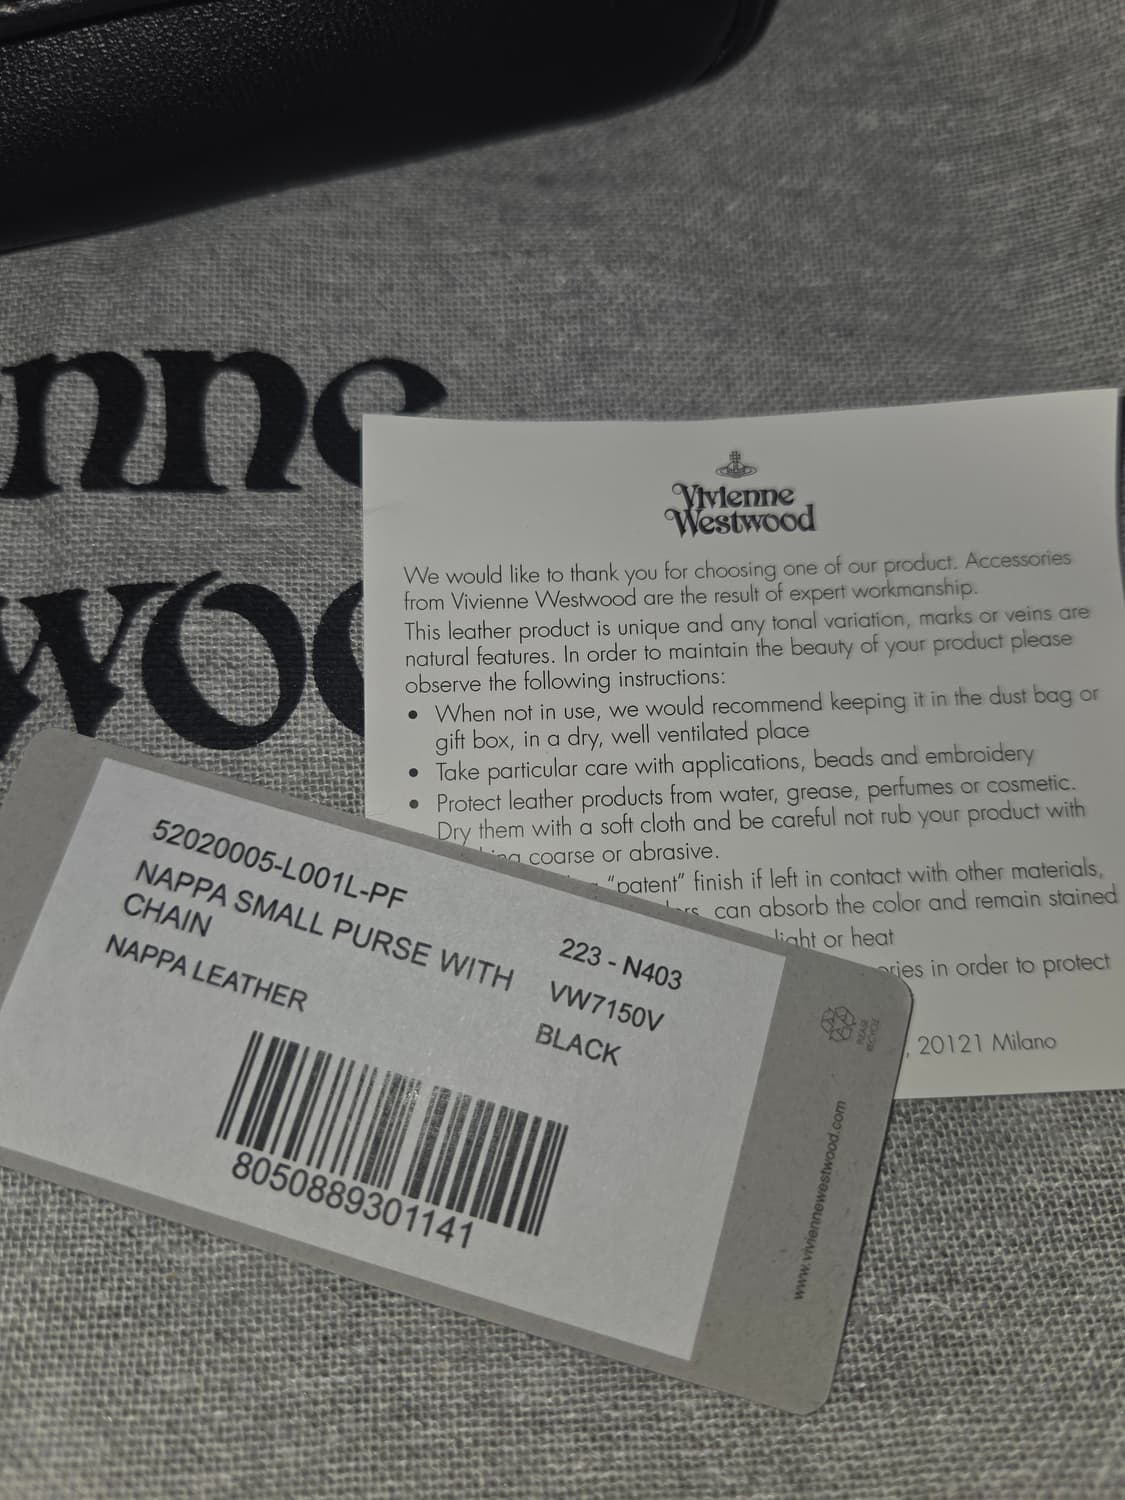 nne
woo
Vivienne
Westwood
We would like to thank you for choosing one of our product. Accessories
from Vivienne Westwood are the result of expert workmanship.
This leather product is unique and any tonal variation, marks or veins are
natural features. In order to maintain the beauty of your product please
observe the following instructions:
• When not in use, we would recommend keeping it in the dust bag or
gift box, in a dry, well ventilated place
• Take particular care with applications, beads and embroidery
• Protect leather products from water, grease, perfumes or cosmetic.
Dry them with a soft cloth and be careful not rub your product with
coarse or abrasive.
"patent" finish if left in contact with other materials,
can absorb the color and remain stained
light or heat
in order to protect
, 20121 Milano
52020005-L001L-PF
NAPPA SMALL PURSE WITH
CHAIN
NAPPA LEATHER
223 - N403
VW7150V
BLACK
8050889301141
PLEASE
RECYCLE
www.viviennewestwood.com